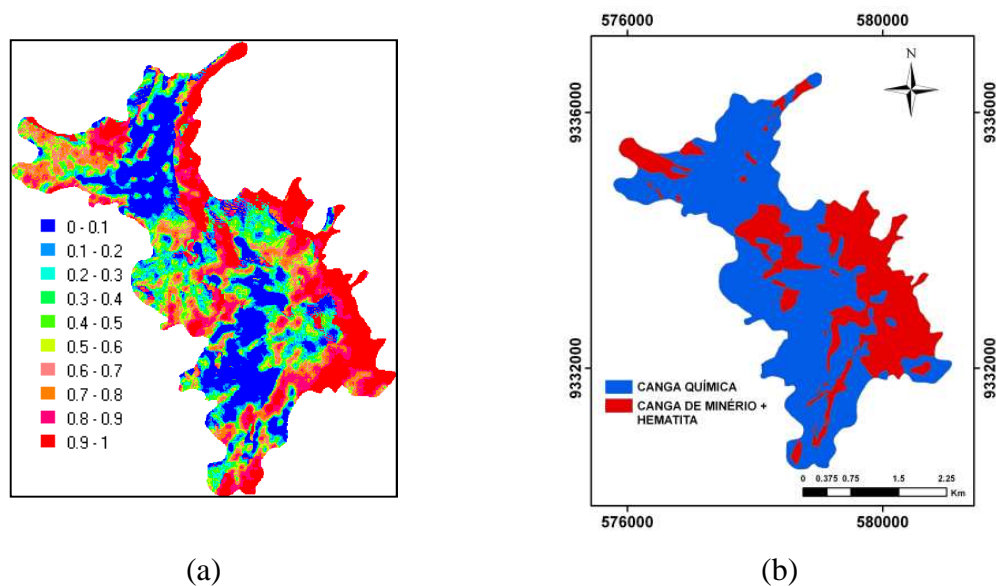 0 - 0.1
0.1 - 0.2
0.2 - 0.3
0.3 - 0.4
0.4 - 0.5
0.5 - 0.6
0.6 - 0.7
0.7 - 0.8
0.8 - 0.9
0.9 - 1
(a)
576000 580000
N
9336000 9336000
9332000 9332000
CANGA QUÍMICA
CANGA DE MINÉRIO +
HEMATITA
0 0.375 0.75 1.5 2.25
Km
576000 580000
(b)